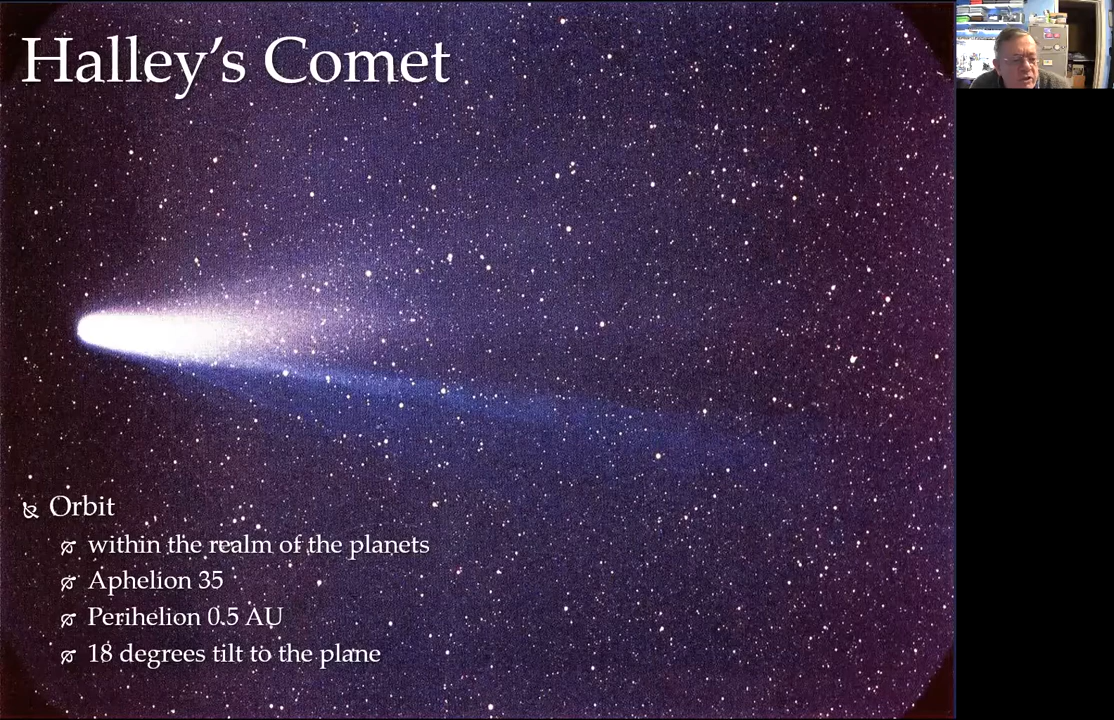 Halley’s Comet
Orbit
within the realm of the planets
Aphelion 35
Perihelion 0.5 AU
18 degrees tilt to the plane